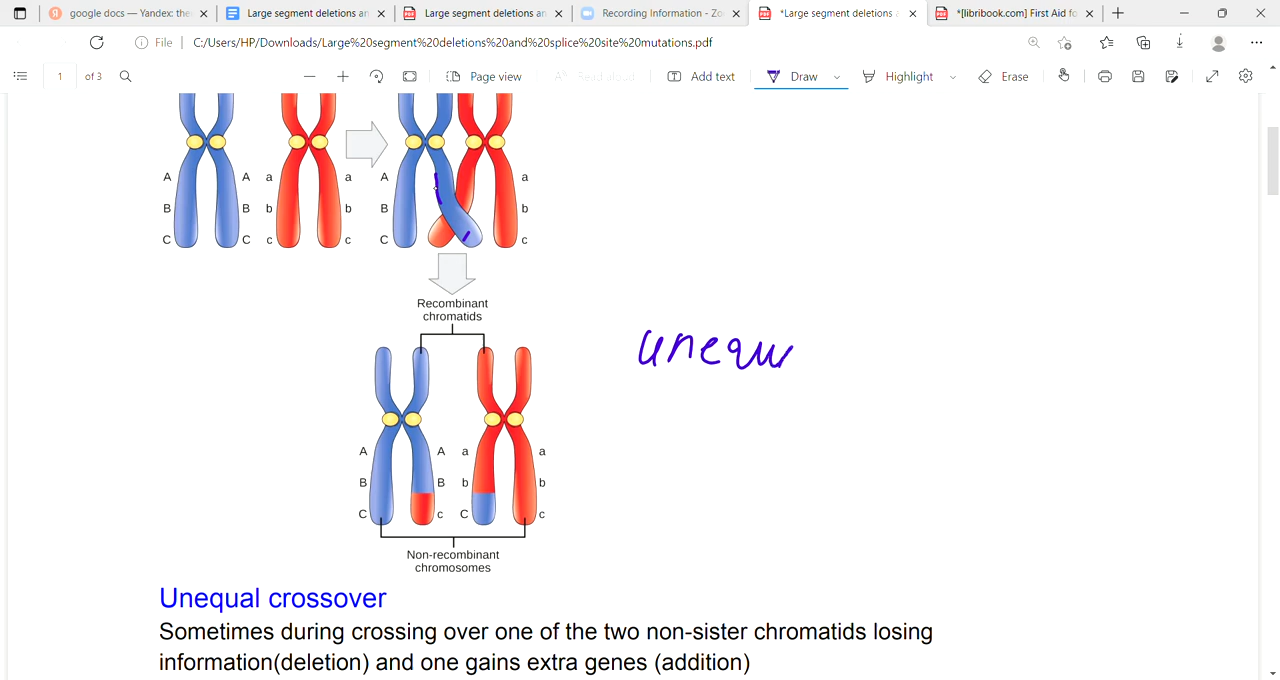 google docs — Yandex: the
Large segment deletions an
Large segment deletions an
Recording Information - Zo
*Large segment deletions a
*[libribook.com] First Aid fo
File
C:/Users/HP/Downloads/Large%20segment%20deletions%20and%20splice%20site%20mutations.pdf
1 of 3
Page view
Read aloud
Add text
Draw
Highlight
Erase
A A a a A a
B B b b B b
C C c c C c
Recombinant
chromatids
unequ
A A a a
B B b b
C c C c
Non-recombinant
chromosomes
Unequal crossover
Sometimes during crossing over one of the two non-sister chromatids losing
information(deletion) and one gains extra genes (addition)